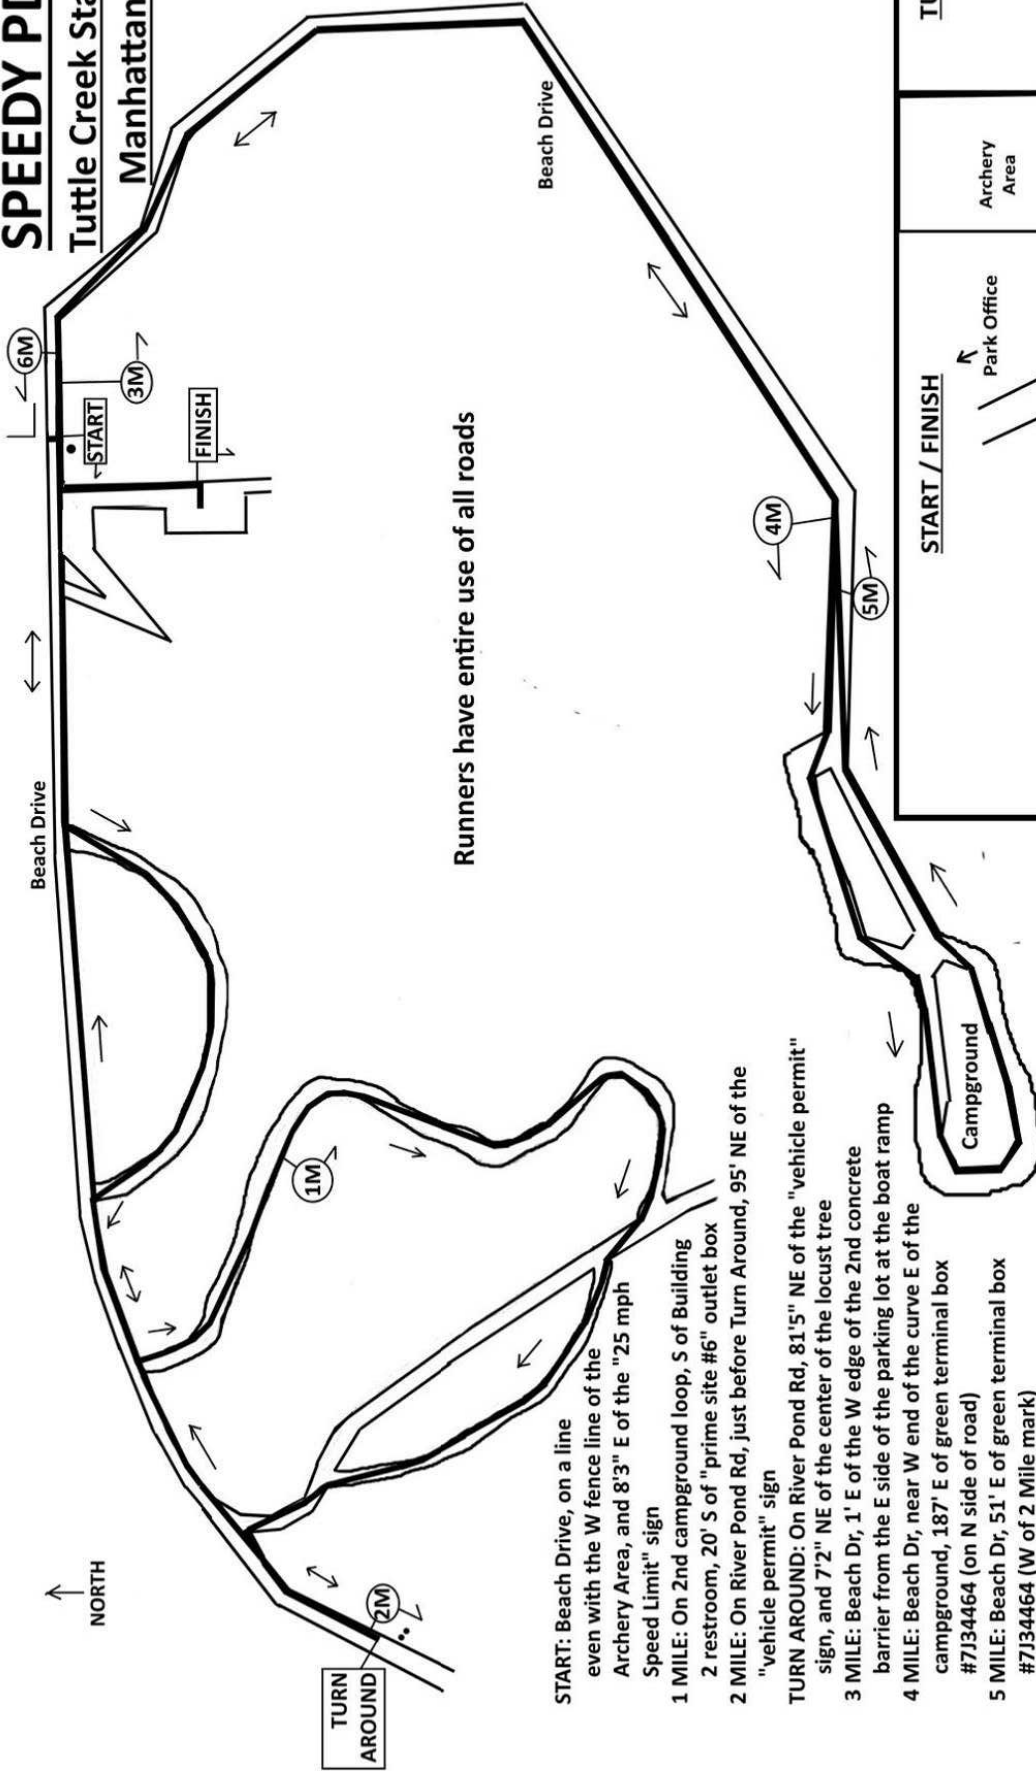 SPEEDY
Tuttle Creek
Manhattan
6M
3M
START
FINISH
Beach Drive
Beach Drive
4M
5M
Runners have entire use of all roads
1M
2M
TURN
AROUND
NORTH
Campground
START / FINISH
Park Office
Archery
Area
START: Beach Drive, on a line
even with the W fence line of the
Archery Area, and 8'3" E of the "25 mph
Speed Limit" sign
1 MILE: On 2nd campground loop, S of Building
2 restroom, 20' S of "prime site #6" outlet box
2 MILE: On River Pond Rd, just before Turn Around, 95' NE of the
"vehicle permit" sign
TURN AROUND: On River Pond Rd, 81'5" NE of the "vehicle permit"
sign, and 7'2" NE of the center of the locust tree
3 MILE: Beach Dr, 1' E of the W edge of the 2nd concrete
barrier from the E side of the parking lot at the boat ramp
4 MILE: Beach Dr, near W end of the curve E of the
campground, 187' E of green terminal box
#7J34464 (on N side of road)
5 MILE: Beach Dr, 51' E of green terminal box
#7J34464 (W of 2 Mile mark)